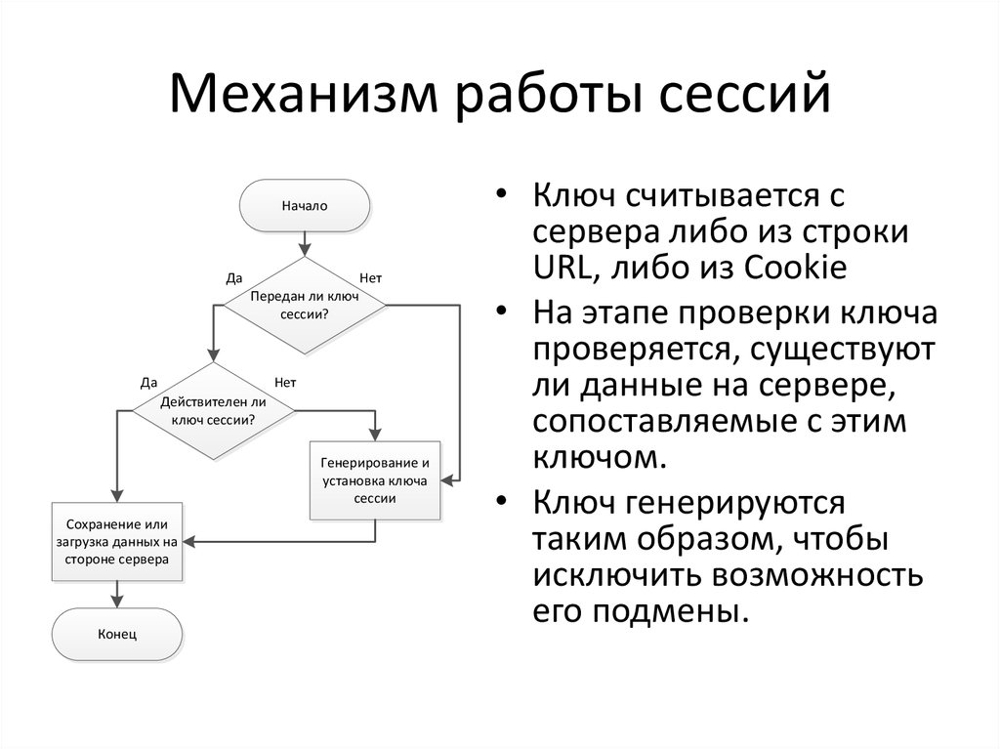 Механизм работы сессий
Начало
Да
Нет
Передан ли ключ
сессии?
Да
Нет
Действителен ли
ключ сессии?
Генерирование и
установка ключа
сессии
Сохранение или
загрузка данных на
стороне сервера
Конец
• Ключ считывается с
сервера либо из строки
URL, либо из Cookie
• На этапе проверки ключа
проверяется, существуют
ли данные на сервере,
сопоставляемые с этим
ключом.
• Ключ генерируются
таким образом, чтобы
исключить возможность
его подмены.